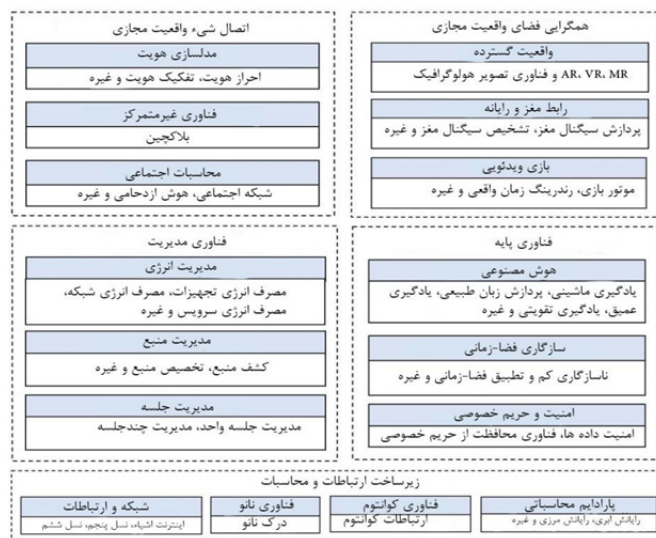 همگرایی فضای واقعیت مجازی
واقعیت گسترده
AR، VR، MR و فناوری تصویر هولوگرافیک
رابط مغز و رایانه
پردازش سیگنال مغز، تشخیص سیگنال مغز و غیره
بازی ویدئویی
موتور بازی، رندرینگ زمان واقعی و غیره
اتصال شیء واقعیت مجازی
مدلسازی هویت
احراز هویت، تفکیک هویت و غیره
فناوری غیرمتمرکز
بلاکچین
محاسبات اجتماعی
شبکه اجتماعی، هوش ازدحامی و غیره
فناوری پایه
هوش مصنوعی
یادگیری ماشینی، پردازش زبان طبیعی، یادگیری
عمیق، یادگیری تقویتی و غیره
سازگاری فضا-زمانی
ناسازگاری کم و تطبیق فضا-زمانی و غیره
امنیت و حریم خصوصی
امنیت داده ها، فناوری محافظت از حریم خصوصی
فناوری مدیریت
مدیریت انرژی
مصرف انرژی تجهیزات، مصرف انرژی شبکه،
مصرف انرژی سرویس و غیره
مدیریت منبع
کشف منبع، تخصیص منبع و غیره
مدیریت جلسه
مدیریت جلسه واحد، مدیریت چندجلسه
زیرساخت ارتباطات و محاسبات
پارادایم محاسباتی
رایانش ابری، رایانش مرزی و غیره
فناوری کوانتوم
ارتباطات کوانتوم
فناوری نانو
درک نانو
شبکه و ارتباطات
اینترنت اشیاء، نسل پنجم، نسل ششم